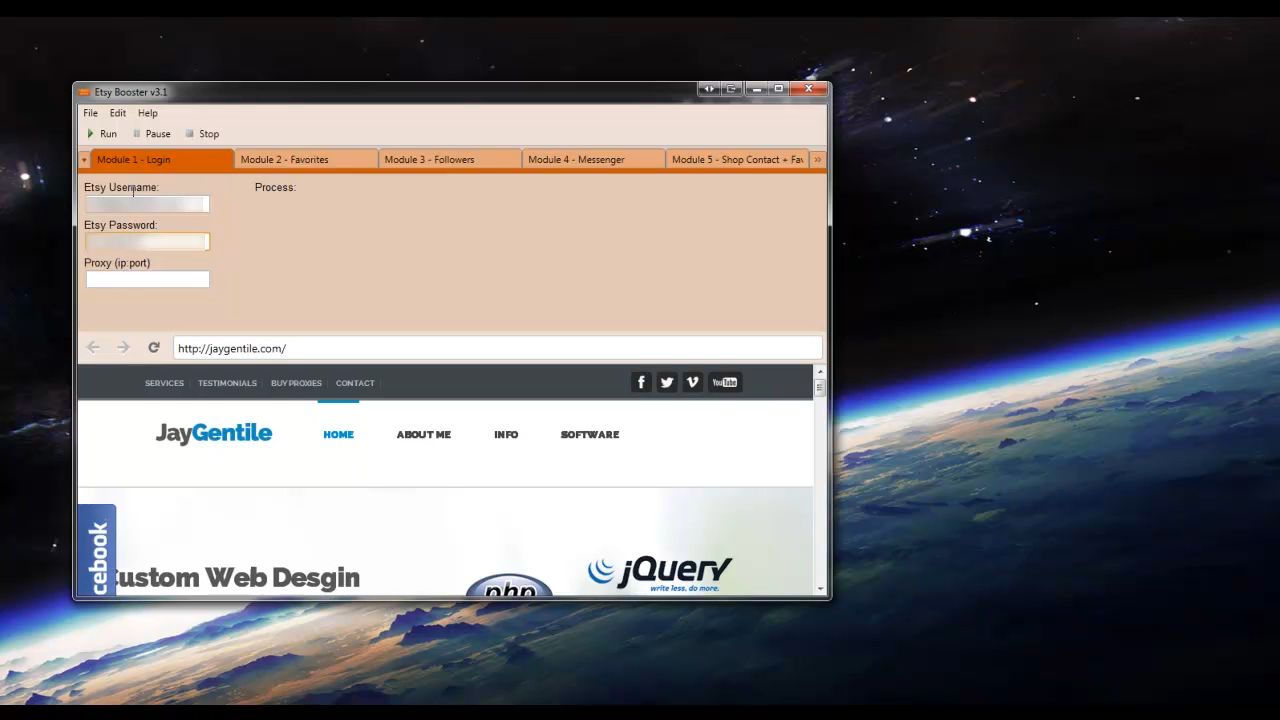 Etsy Booster v3.1
File Edit Help
Run Pause Stop
Module 1 - Login Module 2 - Favorites Module 3 - Followers Module 4 - Messenger Module 5 - Shop Contact + Fav
Etsy Username: Process:
Etsy Password:
Proxy (ip:port)
http://jaygentile.com/
SERVICES TESTIMONIALS BUY PROXIES CONTACT
You Tube
JayGentile HOME ABOUT ME INFO SOFTWARE
cebook
Custom Web Desgin
php
jQuery
write less, do more.